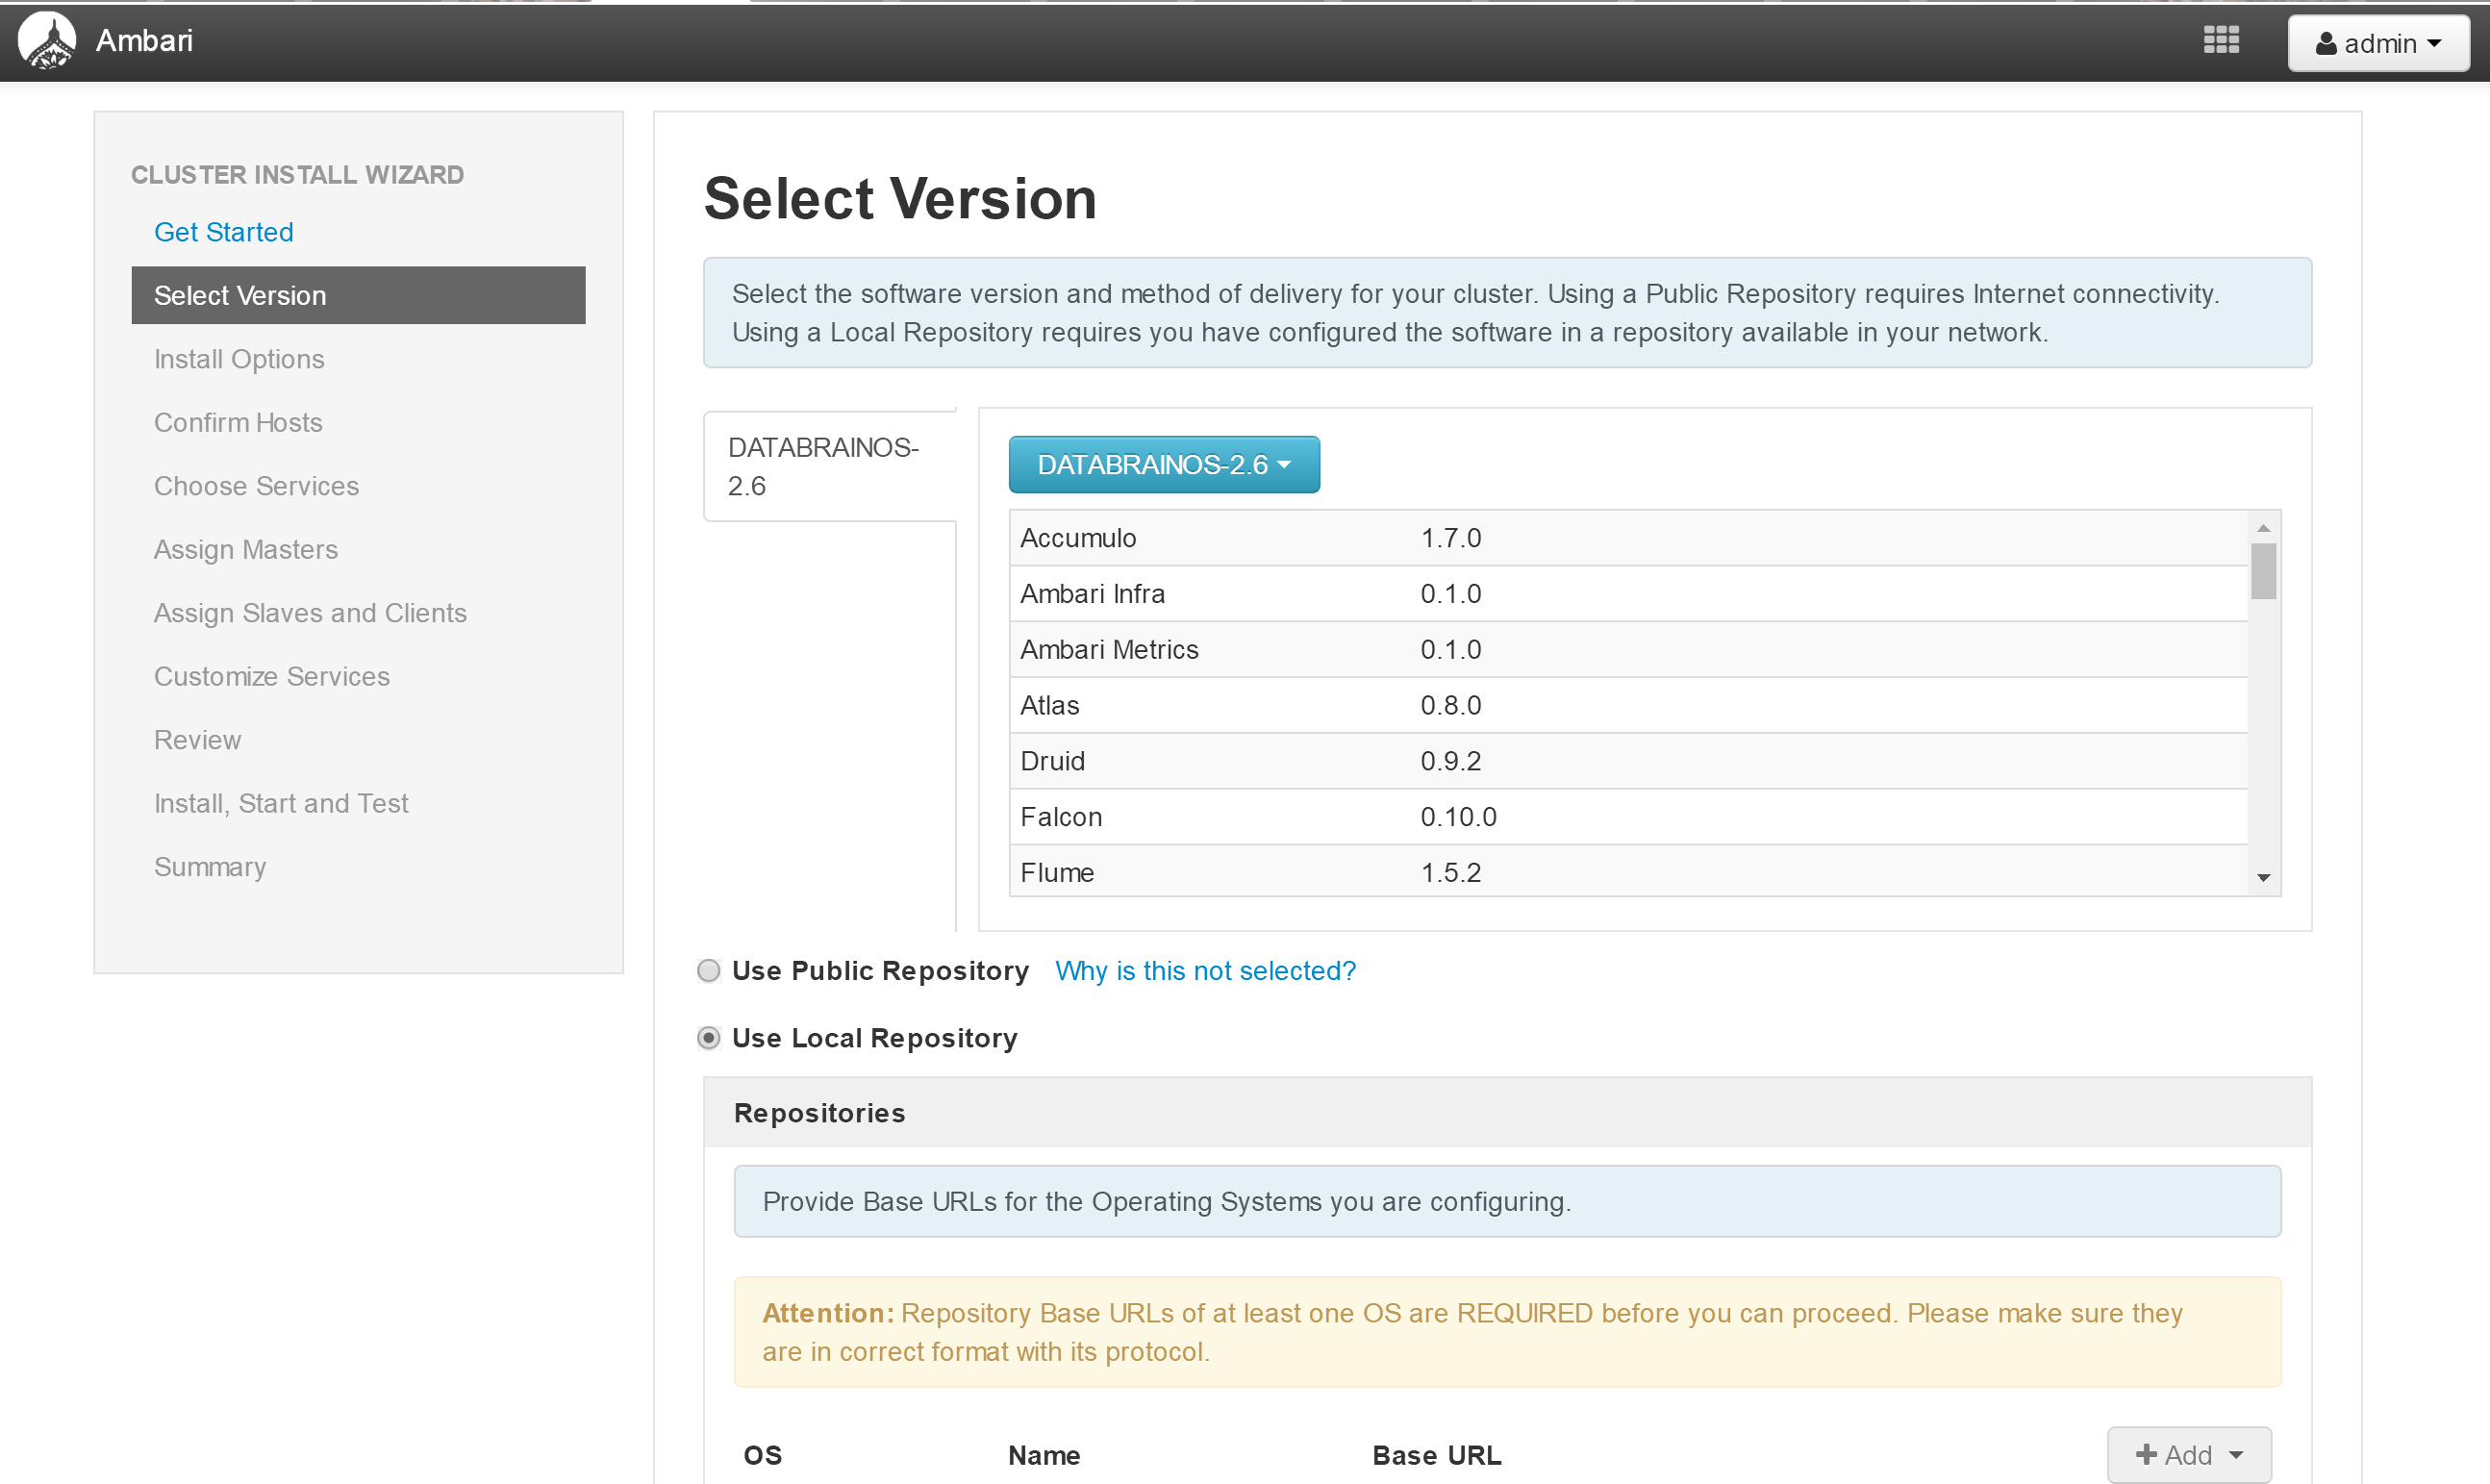 Ambari
admin
CLUSTER INSTALL WIZARD
Get Started
Select Version
Install Options
Confirm Hosts
Choose Services
Assign Masters
Assign Slaves and Clients
Customize Services
Review
Install, Start and Test
Summary
Select Version
Select the software version and method of delivery for your cluster. Using a Public Repository requires Internet connectivity.
Using a Local Repository requires you have configured the software in a repository available in your network.
DATABRAINOS-
2.6
DATABRAINOS-2.6
Accumulo 1.7.0
Ambari Infra 0.1.0
Ambari Metrics 0.1.0
Atlas 0.8.0
Druid 0.9.2
Falcon 0.10.0
Flume 1.5.2
Use Public Repository Why is this not selected?
Use Local Repository
Repositories
Provide Base URLs for the Operating Systems you are configuring.
Attention: Repository Base URLs of at least one OS are REQUIRED before you can proceed. Please make sure they
are in correct format with its protocol.
OS Name Base URL Add